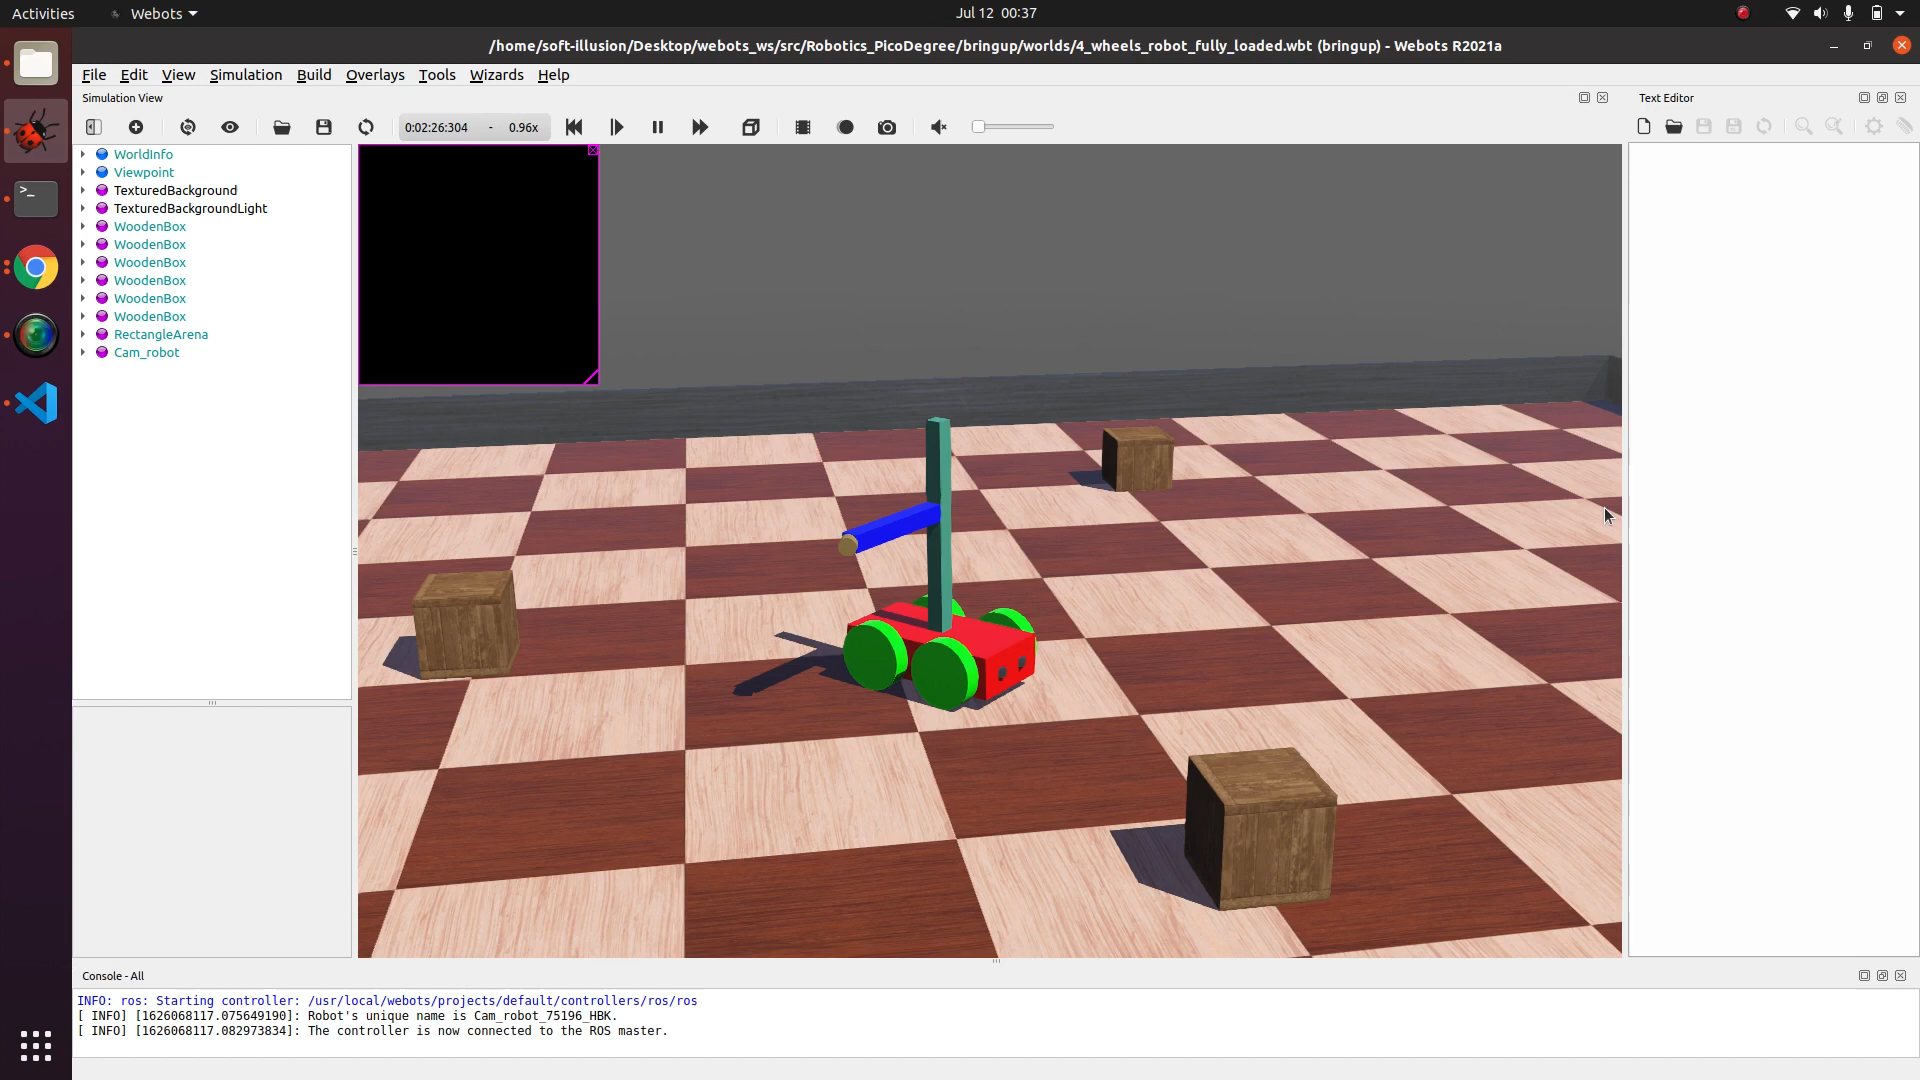 Activities
Webots
Jul 12 00:37
/home/soft-illusion/Desktop/webots_ws/src/Robotics_PicoDegree/bringup/worlds/4_wheels_robot_fully_loaded.wbt (bringup) - Webots R2021a
File Edit View Simulation Build Overlays Tools Wizards Help
Simulation View
Text Editor
0:02:26:304 - 0.96x
WorldInfo
Viewpoint
TexturedBackground
TexturedBackgroundLight
WoodenBox
WoodenBox
WoodenBox
WoodenBox
WoodenBox
WoodenBox
RectangleArena
Cam_robot
Console - All
INFO: ros: Starting controller: /usr/local/webots/projects/default/controllers/ros/ros
[ INFO] [1626068117.075649190]: Robot's unique name is Cam_robot_75196_HBK.
[ INFO] [1626068117.082973834]: The controller is now connected to the ROS master.